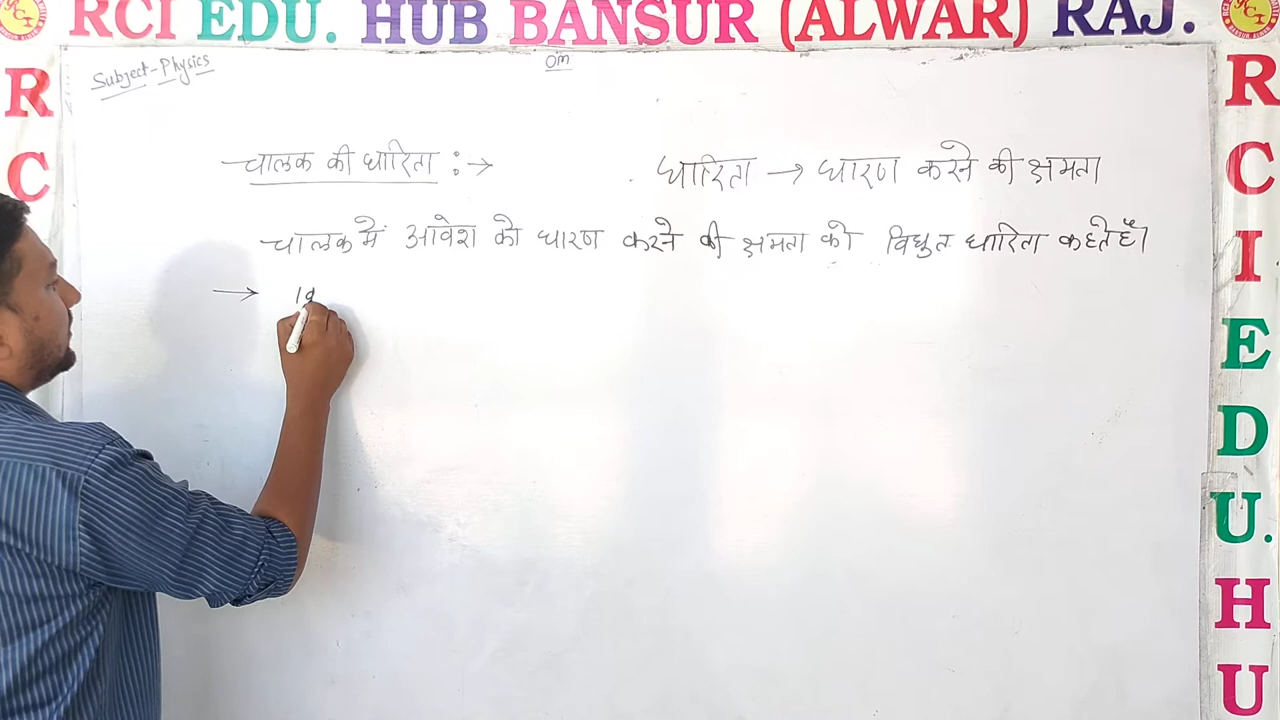 RCI EDU. HUB BANSUR (ALWAR) RAJ.
Subject-Physics
Om
चालक की धारिता :→ धारिता → धारण करने की क्षमता
चालक में आवेश को धारण करने की क्षमता को विधुत धारिता कहते हैं।
→
R
C
R
C
I
E
D
U.
H
U